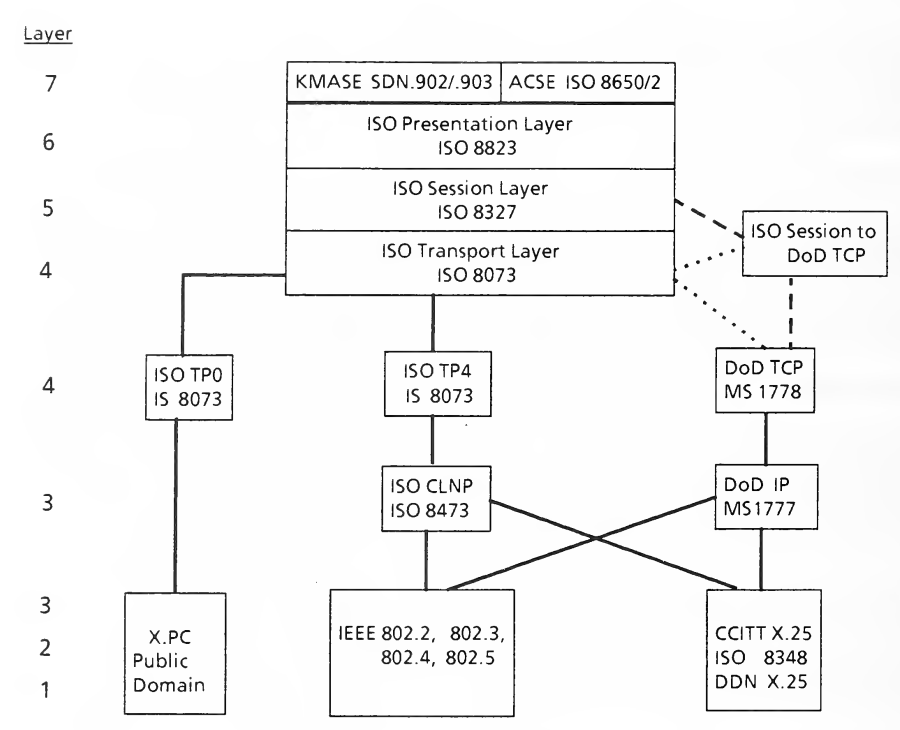 Layer
7
KMASE SDN.902/.903
ACSE ISO 8650/2
6
ISO Presentation Layer
ISO 8823
5
ISO Session Layer
ISO 8327
ISO Session to
DoD TCP
4
ISO Transport Layer
ISO 8073
4
ISO TP0
IS 8073
ISO TP4
IS 8073
DoD TCP
MS 1778
3
ISO CLNP
ISO 8473
DoD IP
MS1777
3
2
1
X.PC
Public
Domain
IEEE 802.2, 802.3,
802.4, 802.5
CCITT X.25
ISO 8348
DDN X.25